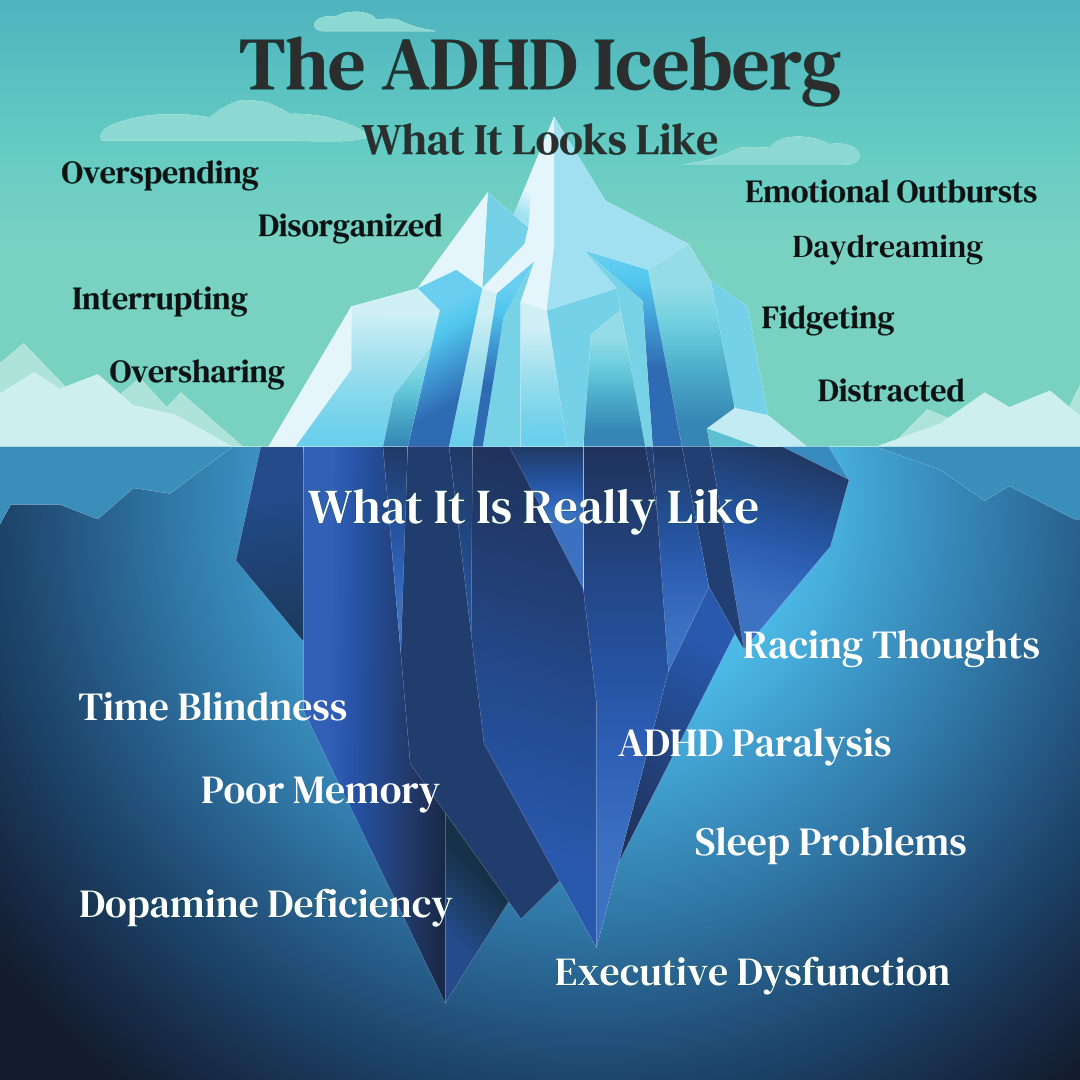 The ADHD Iceberg
What It Looks Like
Overspending
Emotional Outbursts
Disorganized
Daydreaming
Interrupting
Fidgeting
Oversharing
Distracted
What It Is Really Like
Racing Thoughts
Time Blindness
ADHD Paralysis
Poor Memory
Sleep Problems
Dopamine Deficiency
Executive Dysfunction